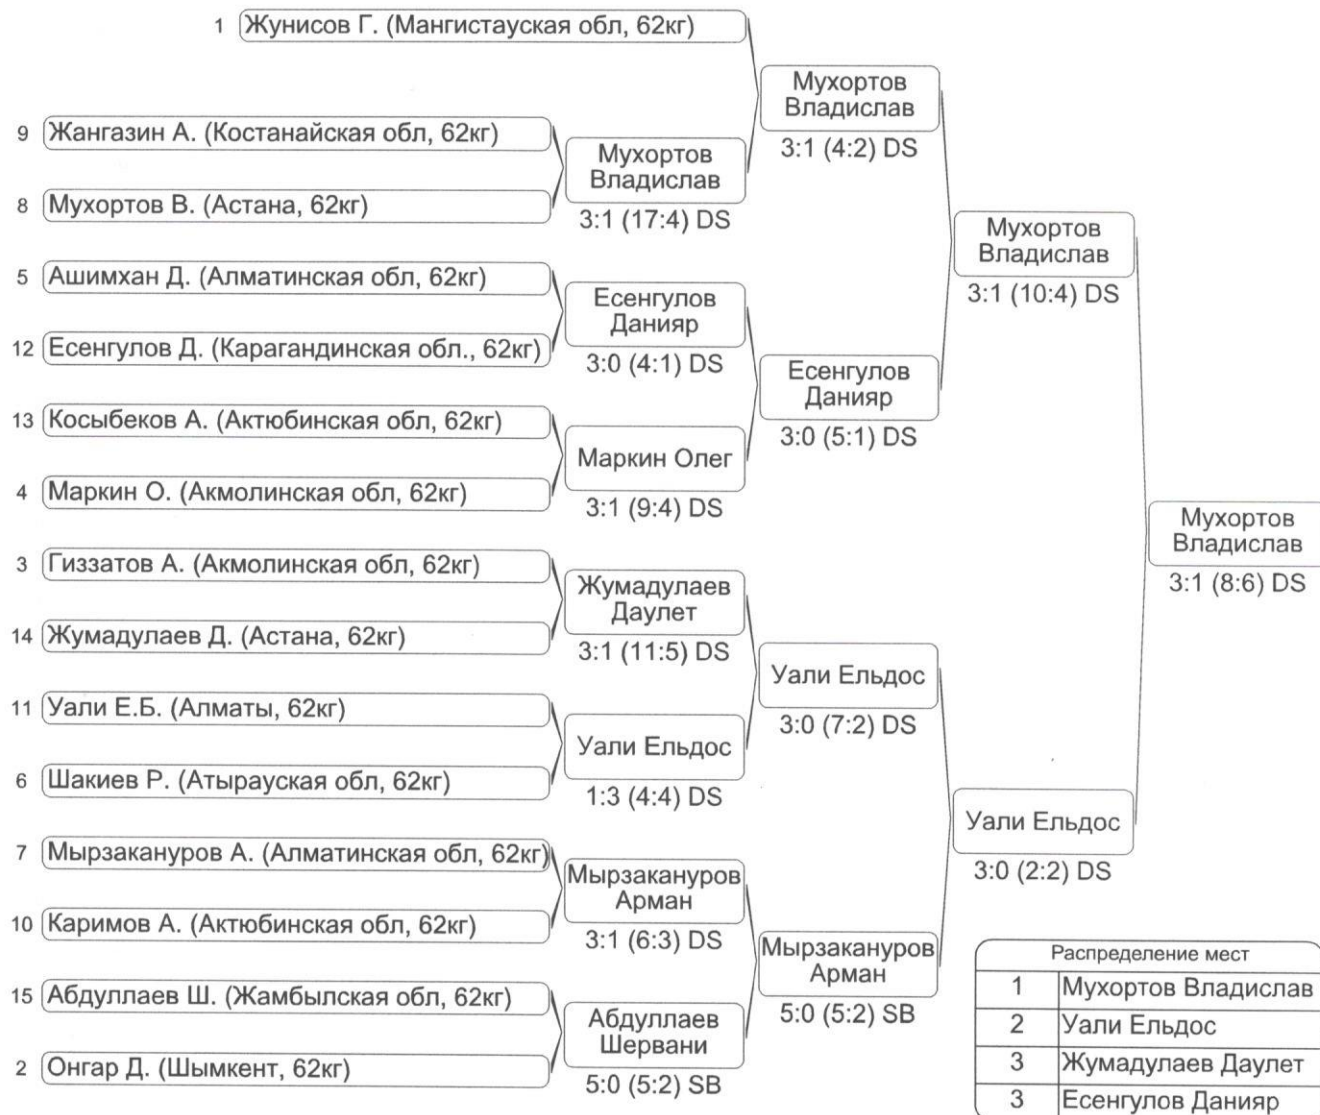 1 Жунисов Г. (Мангистауская обл, 62кг)
9 Жангазин А. (Костанайская обл, 62кг)
8 Мухортов В. (Астана, 62кг)
5 Ашимхан Д. (Алматинская обл, 62кг)
12 Есенгулов Д. (Карагандинская обл., 62кг)
13 Косыбеков А. (Актюбинская обл, 62кг)
4 Маркин О. (Акмолинская обл, 62кг)
3 Гиззатов А. (Акмолинская обл, 62кг)
14 Жумадулаев Д. (Астана, 62кг)
11 Уали Е.Б. (Алматы, 62кг)
6 Шакиев Р. (Атырауская обл, 62кг)
7 Мырзакануров А. (Алматинская обл, 62кг)
10 Каримов А. (Актюбинская обл, 62кг)
15 Абдуллаев Ш. (Жамбылская обл, 62кг)
2 Онгар Д. (Шымкент, 62кг)
Мухортов
Владислав
3:1 (17:4) DS
Есенгулов
Данияр
3:0 (4:1) DS
Маркин Олег
3:1 (9:4) DS
Жумадулаев
Даулет
3:1 (11:5) DS
Уали Ельдос
1:3 (4:4) DS
Мырзакануров
Арман
3:1 (6:3) DS
Абдуллаев
Шервани
5:0 (5:2) SB
Мухортов
Владислав
3:1 (4:2) DS
Есенгулов
Данияр
3:0 (5:1) DS
Уали Ельдос
3:0 (7:2) DS
Мырзакануров
Арман
5:0 (5:2) SB
Мухортов
Владислав
3:1 (10:4) DS
Уали Ельдос
3:0 (2:2) DS
Мухортов
Владислав
3:1 (8:6) DS
Распределение мест
1 Мухортов Владислав
2 Уали Ельдос
3 Жумадулаев Даулет
3 Есенгулов Данияр